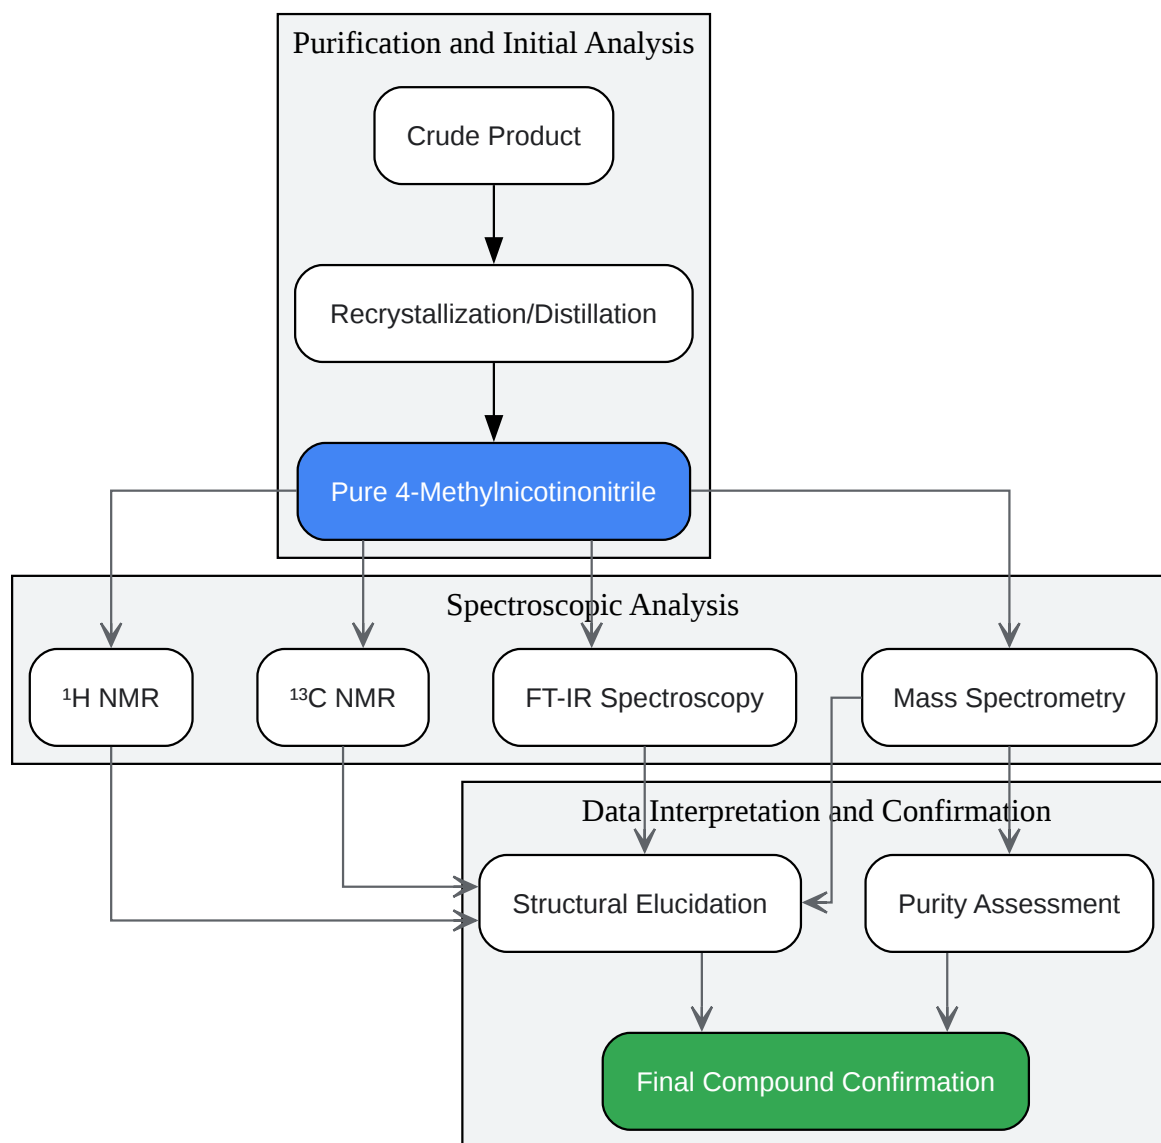 Purification and Initial Analysis
Crude Product
Recrystallization/Distillation
Pure 4-Methylnicotinonitrile
Spectroscopic Analysis
¹H NMR
¹³C NMR
FT-IR Spectroscopy
Mass Spectrometry
Data Interpretation and Confirmation
Structural Elucidation
Purity Assessment
Final Compound Confirmation